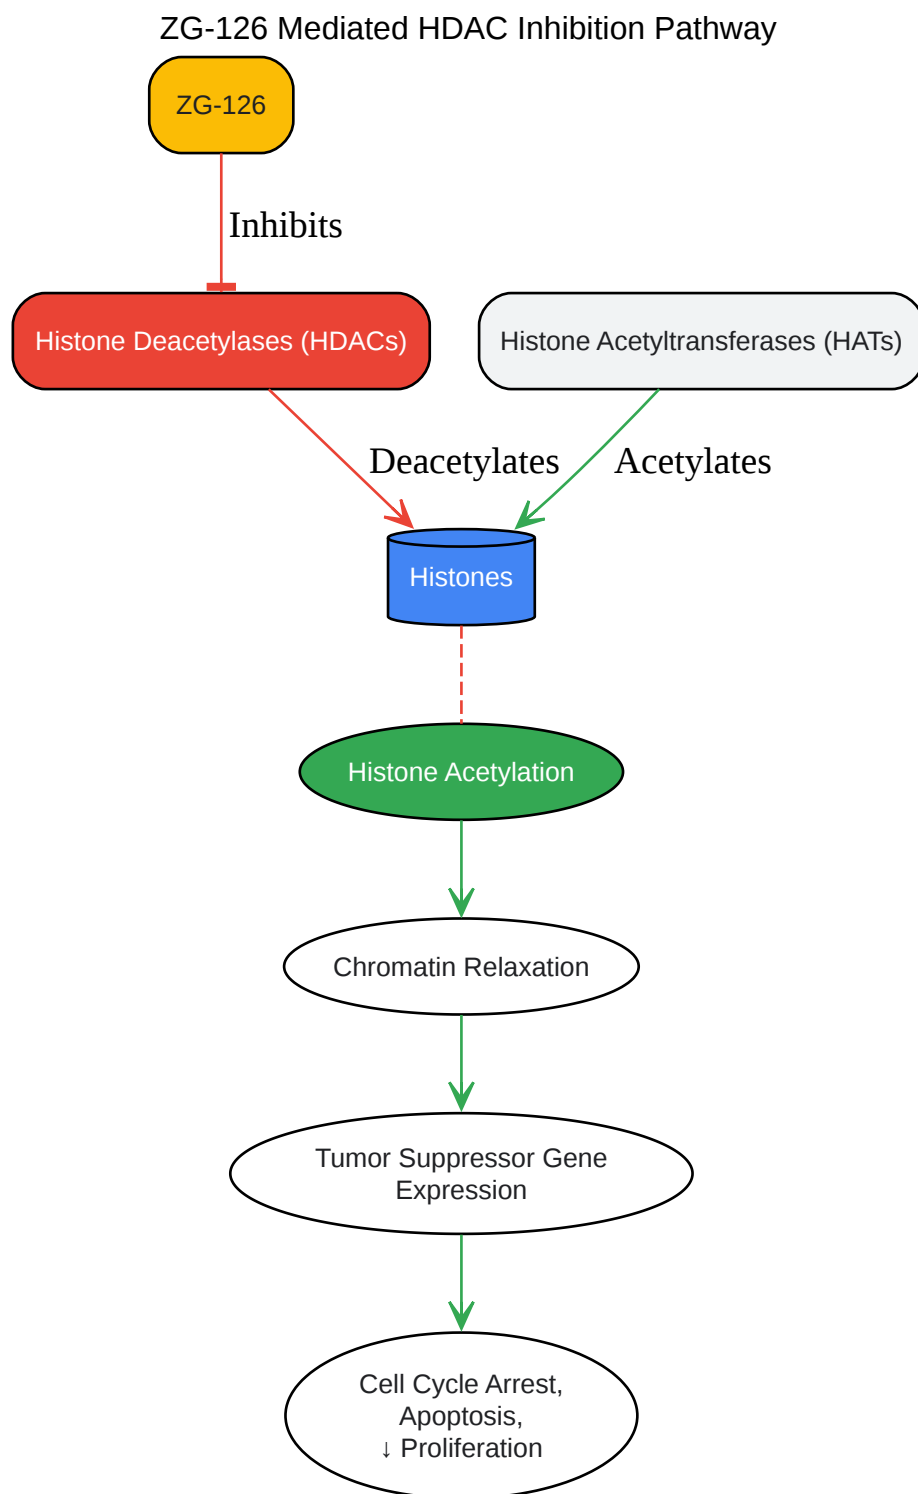 ZG-126 Mediated HDAC Inhibition Pathway
ZG-126
Inhibits
Histone Deacetylases (HDACs)
Histone Acetyltransferases (HATs)
Deacetylates
Acetylates
Histones
Histone Acetylation
Chromatin Relaxation
Tumor Suppressor Gene
Expression
Cell Cycle Arrest,
Apoptosis,
↓ Proliferation